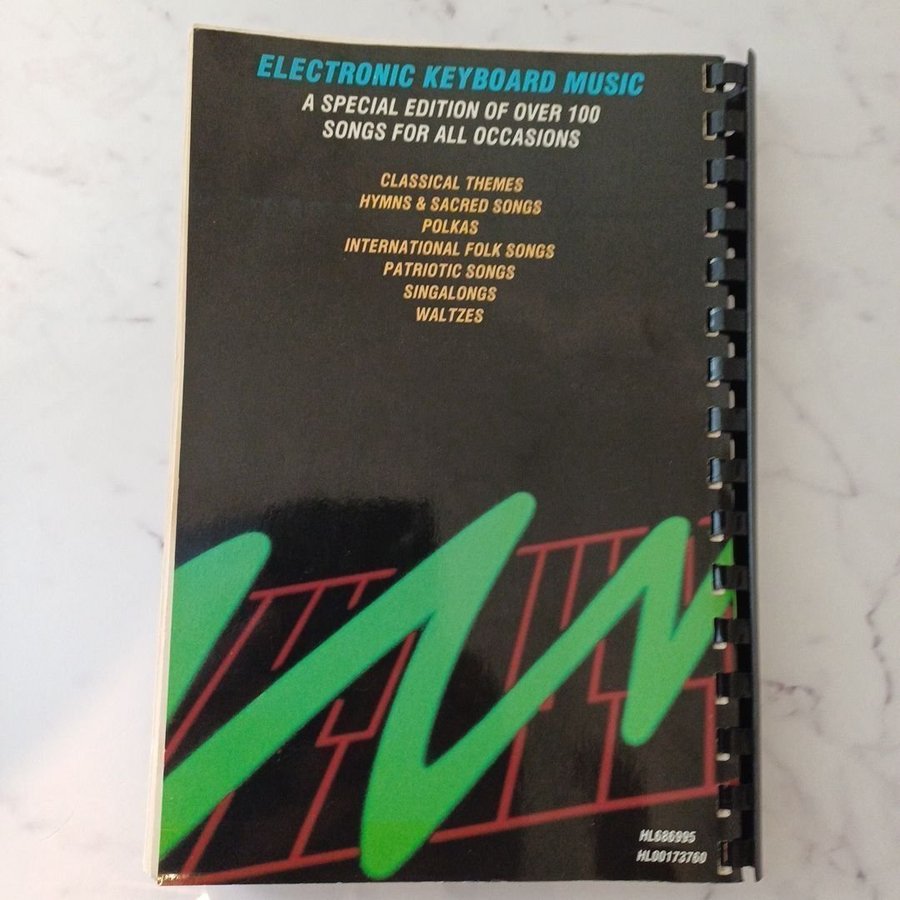 ELECTRONIC KEYBOARD MUSIC
A SPECIAL EDITION OF OVER 100
SONGS FOR ALL OCCASIONS
CLASSICAL THEMES
HYMNS & SACRED SONGS
POLKAS
INTERNATIONAL FOLK SONGS
PATRIOTIC SONGS
SINGALONGS
WALTZES
HL686995
HL00173760